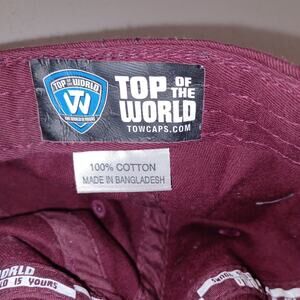 TOP OF THE WORLD
TW
THE WORLD IS YOURS
TOP OF THE
WORLD
TOWCAPS.COM
100% COTTON
MADE IN BANGLADESH
WORLD
LD IS YOURS